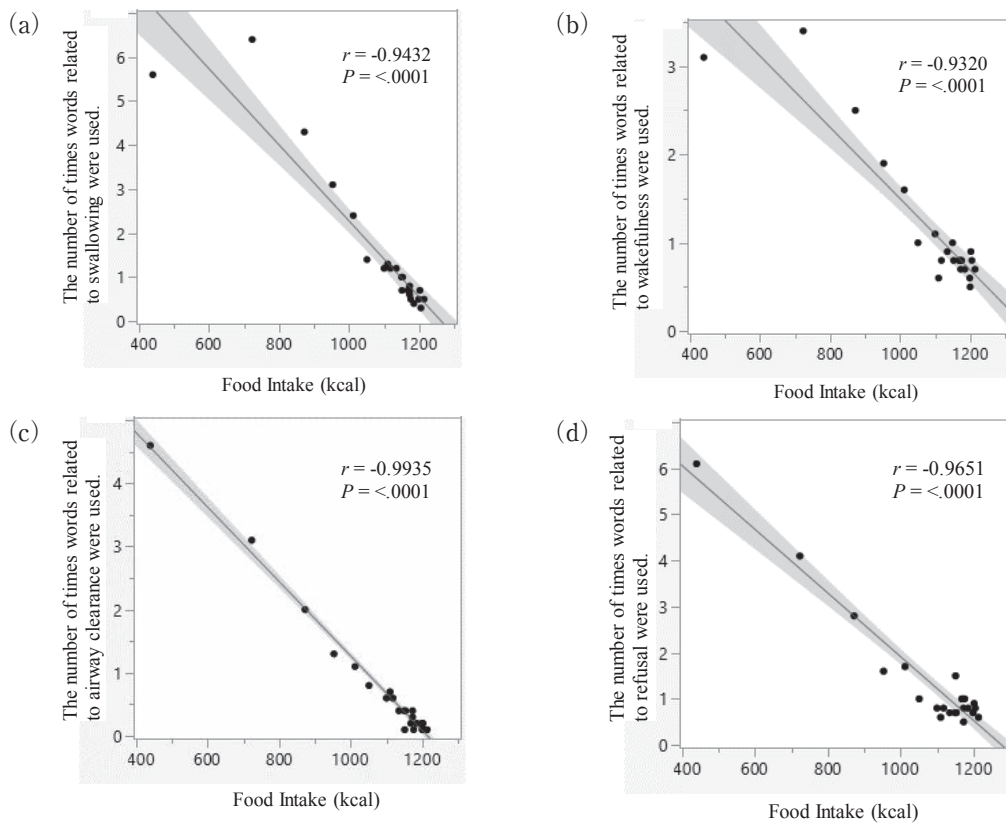 (a)
The number of times words related
to swallowing were used.
6
5
4
3
2
1
0
r = -0.9432
P = <.0001
400 600 800 1000 1200
Food Intake (kcal)
(b)
The number of times words related
to wakefulness were used.
3
2
1
0
r = -0.9320
P = <.0001
400 600 800 1000 1200
Food Intake (kcal)
(c)
The number of times words related
to airway clearance were used.
4
3
2
1
0
r = -0.9935
P = <.0001
400 600 800 1000 1200
Food Intake (kcal)
(d)
The number of times words related
to refusal were used.
6
5
4
3
2
1
0
r = -0.9651
P = <.0001
400 600 800 1000 1200
Food Intake (kcal)